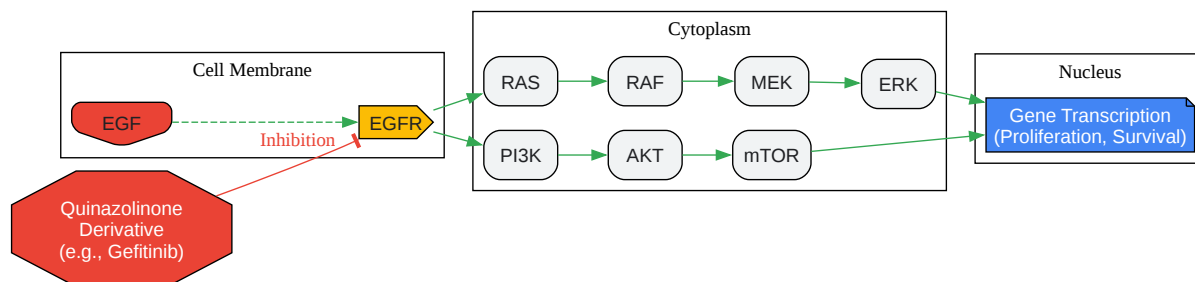 Cell Membrane
EGF
Inhibition
EGFR
Quinazolinone
Derivative
(e.g., Gefitinib)
Cytoplasm
RAS
RAF
MEK
ERK
PI3K
AKT
mTOR
Nucleus
Gene Transcription
(Proliferation, Survival)